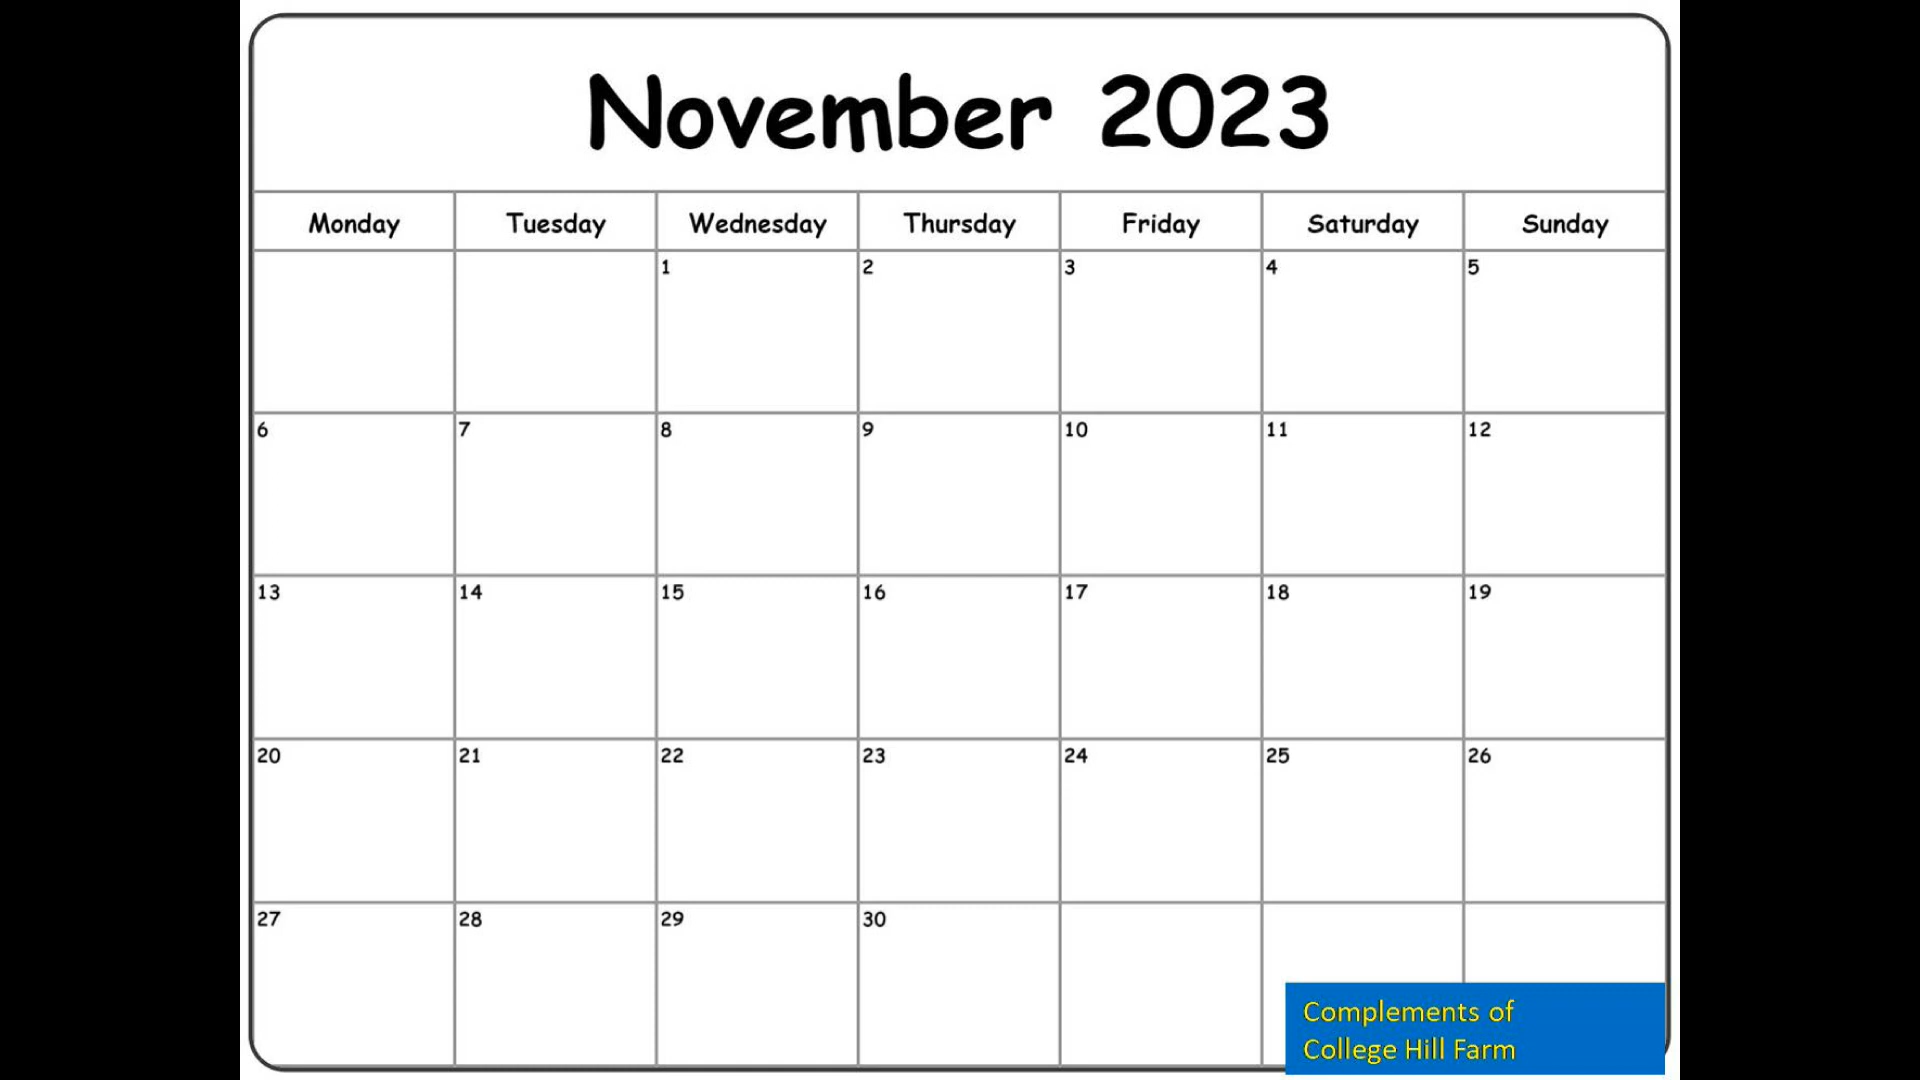 November 2023
Monday Tuesday Wednesday Thursday Friday Saturday Sunday
1 2 3 4 5
6 7 8 9 10 11 12
13 14 15 16 17 18 19
20 21 22 23 24 25 26
27 28 29 30
Complements of
College Hill Farm